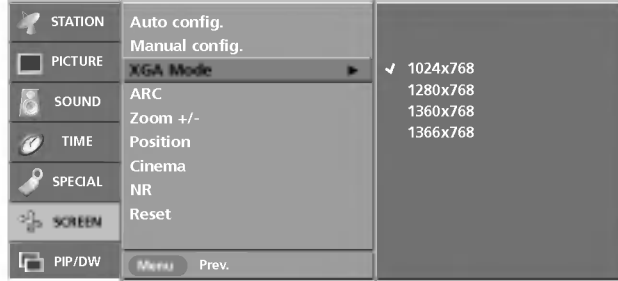 STATION
PICTURE
SOUND
TIME
SPECIAL
SCREEN
PIP/DW
Auto config.
Manual config.
XGA Mode
ARC
Zoom +/-
Position
Cinema
NR
Reset
Menu Prev.
1024x768
1280x768
1360x768
1366x768